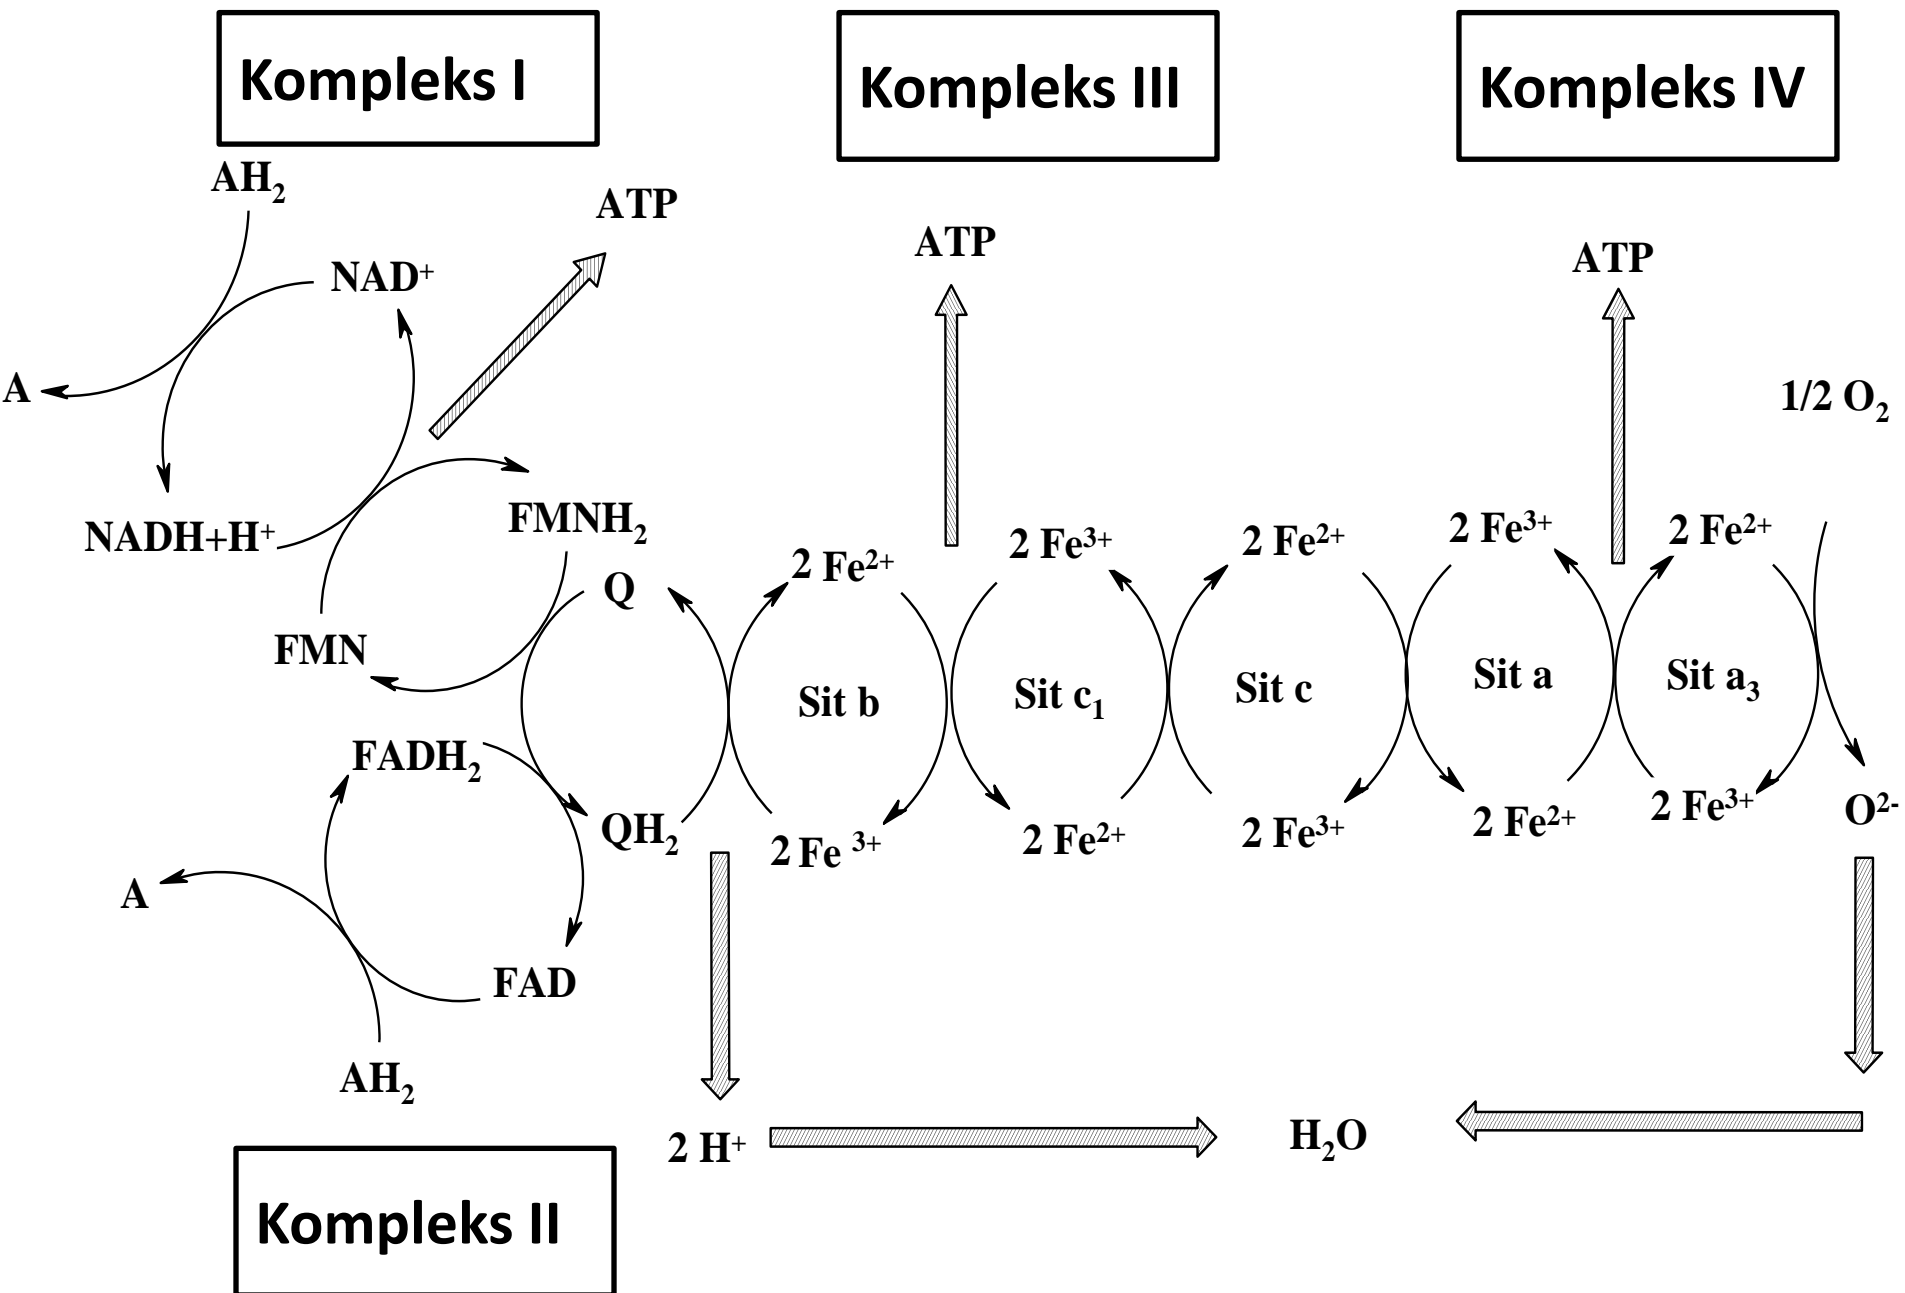 Kompleks I
Kompleks III
Kompleks IV
AH₂
ATP
ATP
ATP
NAD⁺
A
1/2 O₂
NADH+H⁺
FMNH₂
2 Fe²⁺
2 Fe³⁺
2 Fe²⁺
2 Fe³⁺
2 Fe²⁺
Q
FMN
Sit b
Sit c₁
Sit c
Sit a
Sit a₃
FADH₂
QH₂
2 Fe ³⁺
2 Fe²⁺
2 Fe³⁺
2 Fe²⁺
2 Fe³⁺
O²⁻
A
FAD
AH₂
2 H⁺
H₂O
Kompleks II